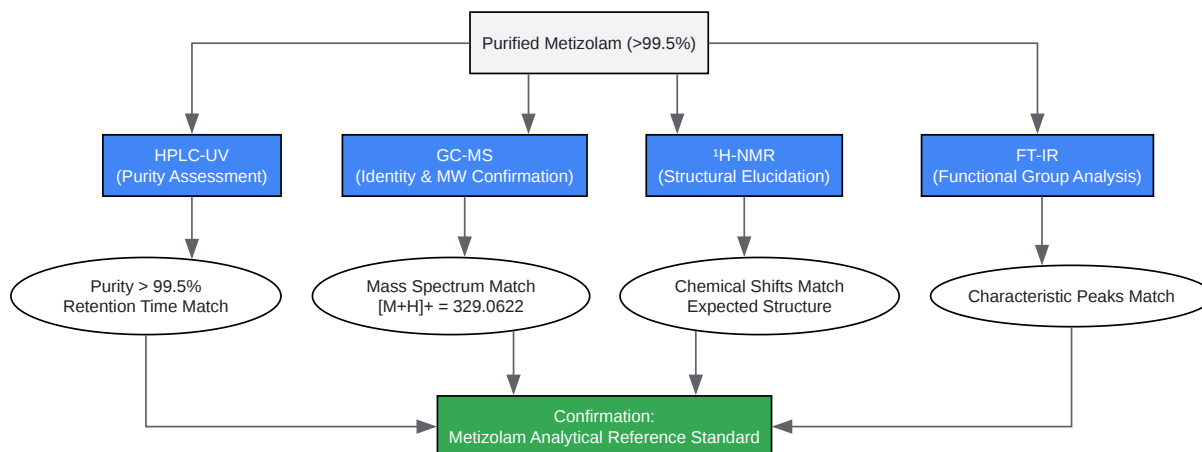 Purified Metizolam (>99.5%)
HPLC-UV
(Purity Assessment)
GC-MS
(Identity & MW Confirmation)
¹H-NMR
(Structural Elucidation)
FT-IR
(Functional Group Analysis)
Purity > 99.5%
Retention Time Match
Mass Spectrum Match
[M+H]+ = 329.0622
Chemical Shifts Match
Expected Structure
Characteristic Peaks Match
Confirmation:
Metizolam Analytical Reference Standard